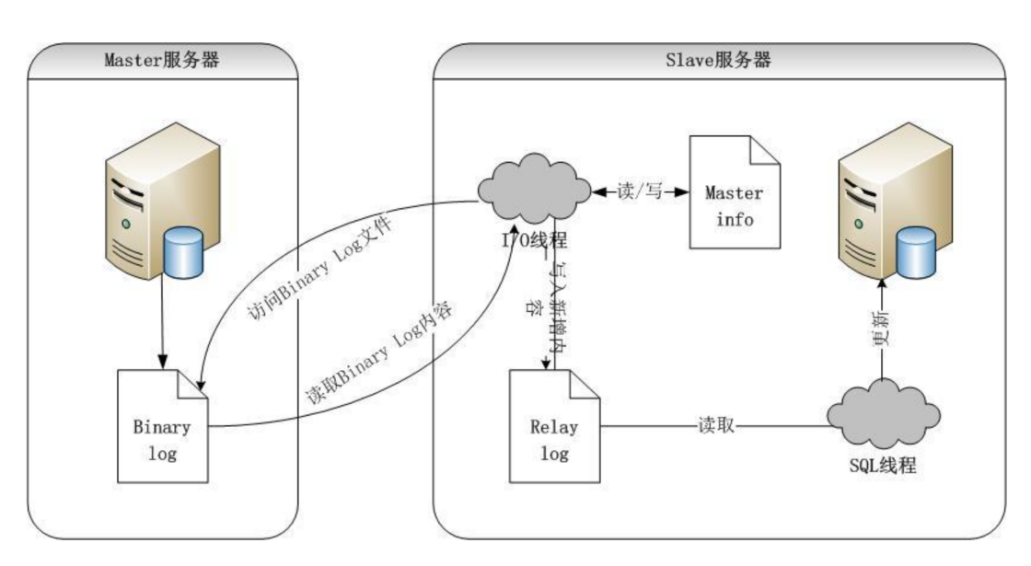 Master服务器
Slave服务器
访问Binary Log文件
读取Binary Log内容
I/O线程
读/写
Master
info
写入新增内
容
更新
Binary
log
Relay
log
读取
SQL线程